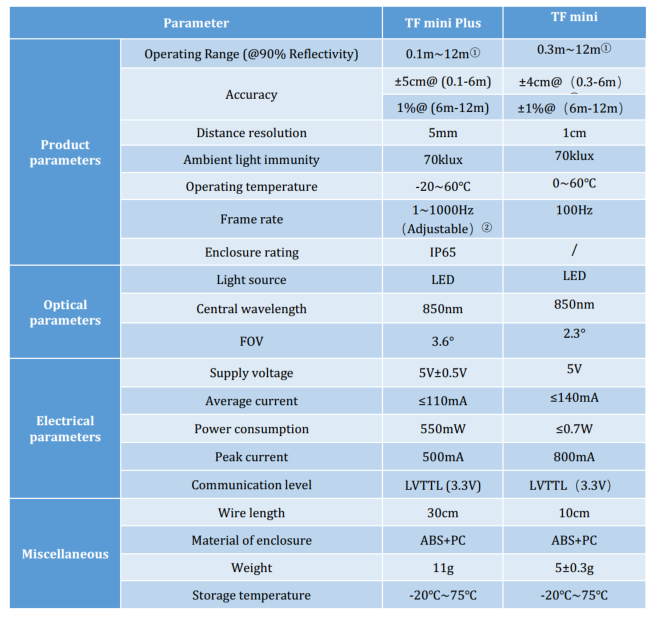 Parameter TF mini Plus TF mini
Product parameters
Operating Range (@90% Reflectivity) 0.1m~12m① 0.3m~12m①
Accuracy ±5cm@ (0.1-6m) ±4cm@（0.3-6m）
1%@ (6m-12m) ±1%@（6m-12m）
Distance resolution 5mm 1cm
Ambient light immunity 70klux 70klux
Operating temperature -20~60℃ 0~60℃
Frame rate 1~1000Hz（Adjustable）② 100Hz
Enclosure rating IP65 /
Optical parameters
Light source LED LED
Central wavelength 850nm 850nm
FOV 3.6° 2.3°
Electrical parameters
Supply voltage 5V±0.5V 5V
Average current ≤110mA ≤140mA
Power consumption 550mW ≤0.7W
Peak current 500mA 800mA
Communication level LVTTL (3.3V) LVTTL（3.3V）
Miscellaneous
Wire length 30cm 10cm
Material of enclosure ABS+PC ABS+PC
Weight 11g 5±0.3g
Storage temperature -20℃~75℃ -20℃~75℃